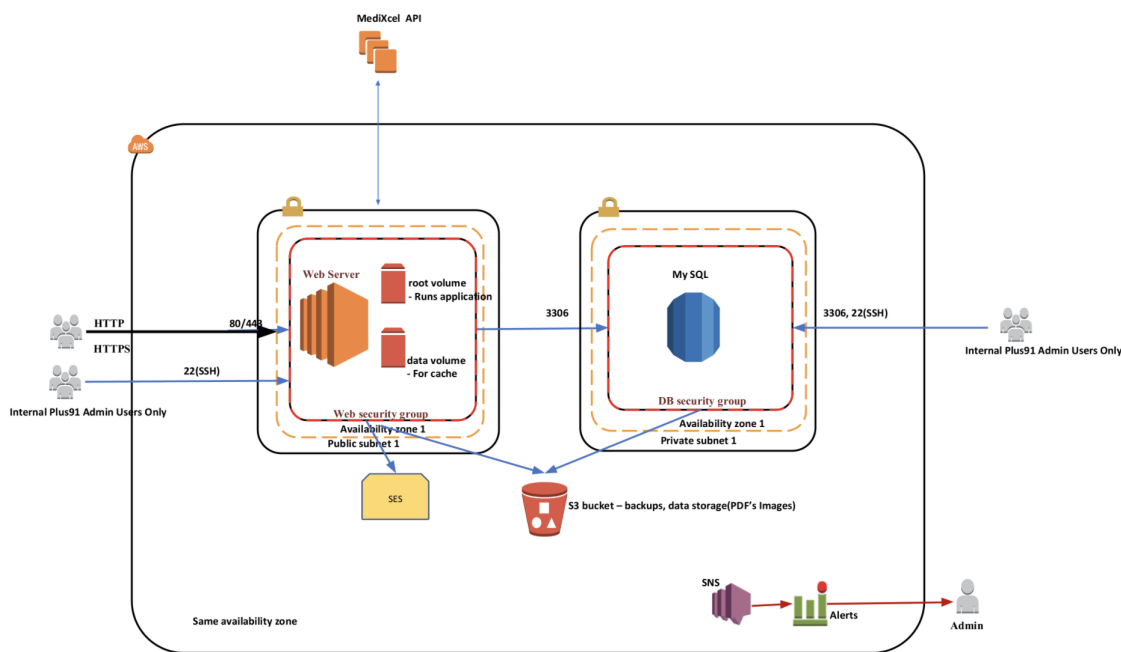 MediXcel API
AWS
Web Server
root volume
- Runs application
data volume
- For cache
Web security group
Availability zone 1
Public subnet 1
HTTP
80/443
HTTPS
22(SSH)
Internal Plus91 Admin Users Only
3306
My SQL
DB security group
Availability zone 1
Private subnet 1
3306, 22(SSH)
Internal Plus91 Admin Users Only
SES
S3 bucket – backups, data storage(PDF's Images)
SNS
Alerts
Admin
Same availability zone